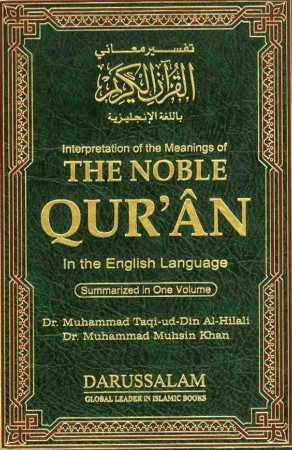 تفسير معاني
القرآن الكريم
باللغة الإنجليزية
Interpretation of the Meanings of
THE NOBLE
QUR'ÂN
In the English Language
Summarized in One Volume
Dr. Muhammad Taqi-ud-Din Al-Hilali
Dr. Muhammad Muhsin Khan
DARUSSALAM
GLOBAL LEADER IN ISLAMIC BOOKS